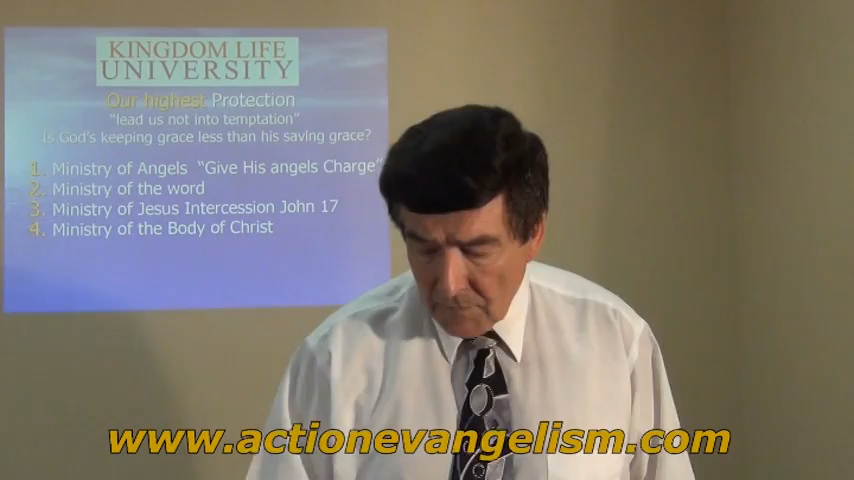 KINGDOM LIFE
UNIVERSITY
Our highest Protection
"lead us not into temptation"
Is God's keeping grace less than his saving grace?
1. Ministry of Angels "Give His angels Charge"
2. Ministry of the word
3. Ministry of Jesus Intercession John 17
4. Ministry of the Body of Christ
www.actionevangelism.com